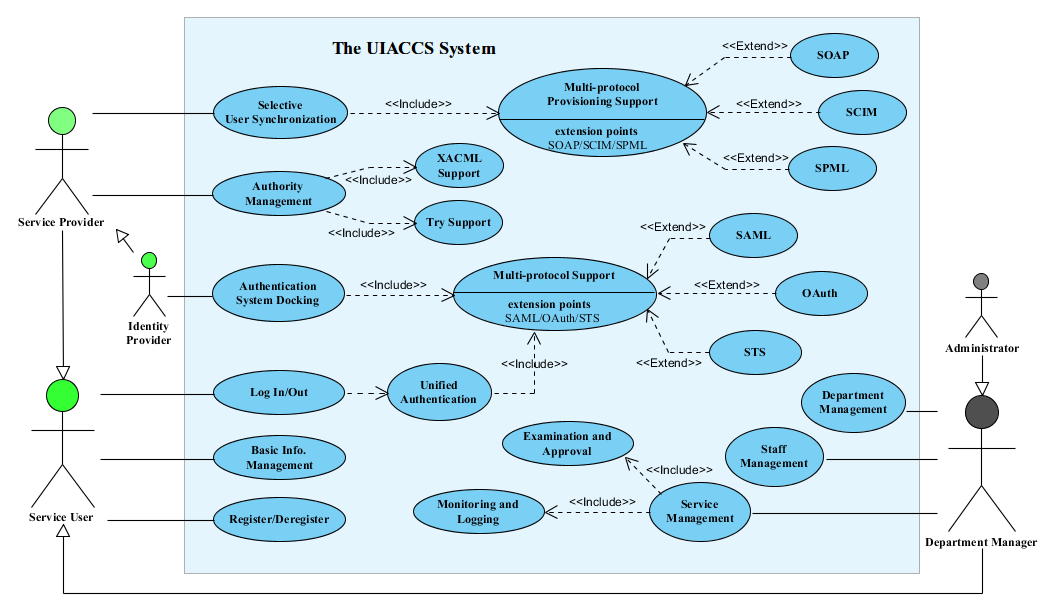 The UIACCS System
<<Extend>>
SOAP
Multi-protocol
Provisioning Support
extension points
SOAP/SCIM/SPML
Selective
User Synchronization
<<Include>>
<<Extend>>
SCIM
<<Extend>>
SPML
XACML
Support
<<Include>>
Authority
Management
Try Support
<<Include>>
Service Provider
<<Extend>>
SAML
Multi-protocol Support
extension points
SAML/OAuth/STS
Authentication
System Docking
<<Include>>
<<Extend>>
OAuth
Identity
Provider
<<Extend>>
STS
Administrator
<<Include>>
Log In/Out
Unified
Authentication
Department
Management
Examination and
Approval
Basic Info.
Management
Staff
Management
<<Include>>
Monitoring and
Logging
<<Include>>
Service
Management
Service User
Register/Deregister
Department Manager